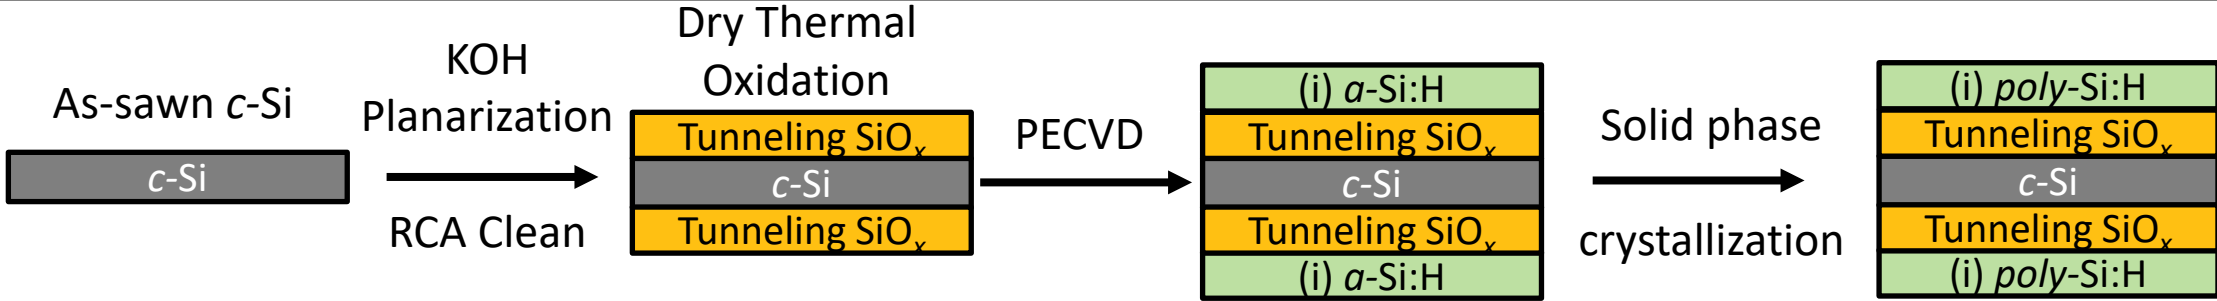 As-sawn c-Si
c-Si
KOH
Planarization
RCA Clean
Dry Thermal
Oxidation
Tunneling SiOₓ
c-Si
Tunneling SiOₓ
PECVD
(i) a-Si:H
Tunneling SiOₓ
c-Si
Tunneling SiOₓ
(i) a-Si:H
Solid phase
crystallization
(i) poly-Si:H
Tunneling SiOₓ
c-Si
Tunneling SiOₓ
(i) poly-Si:H